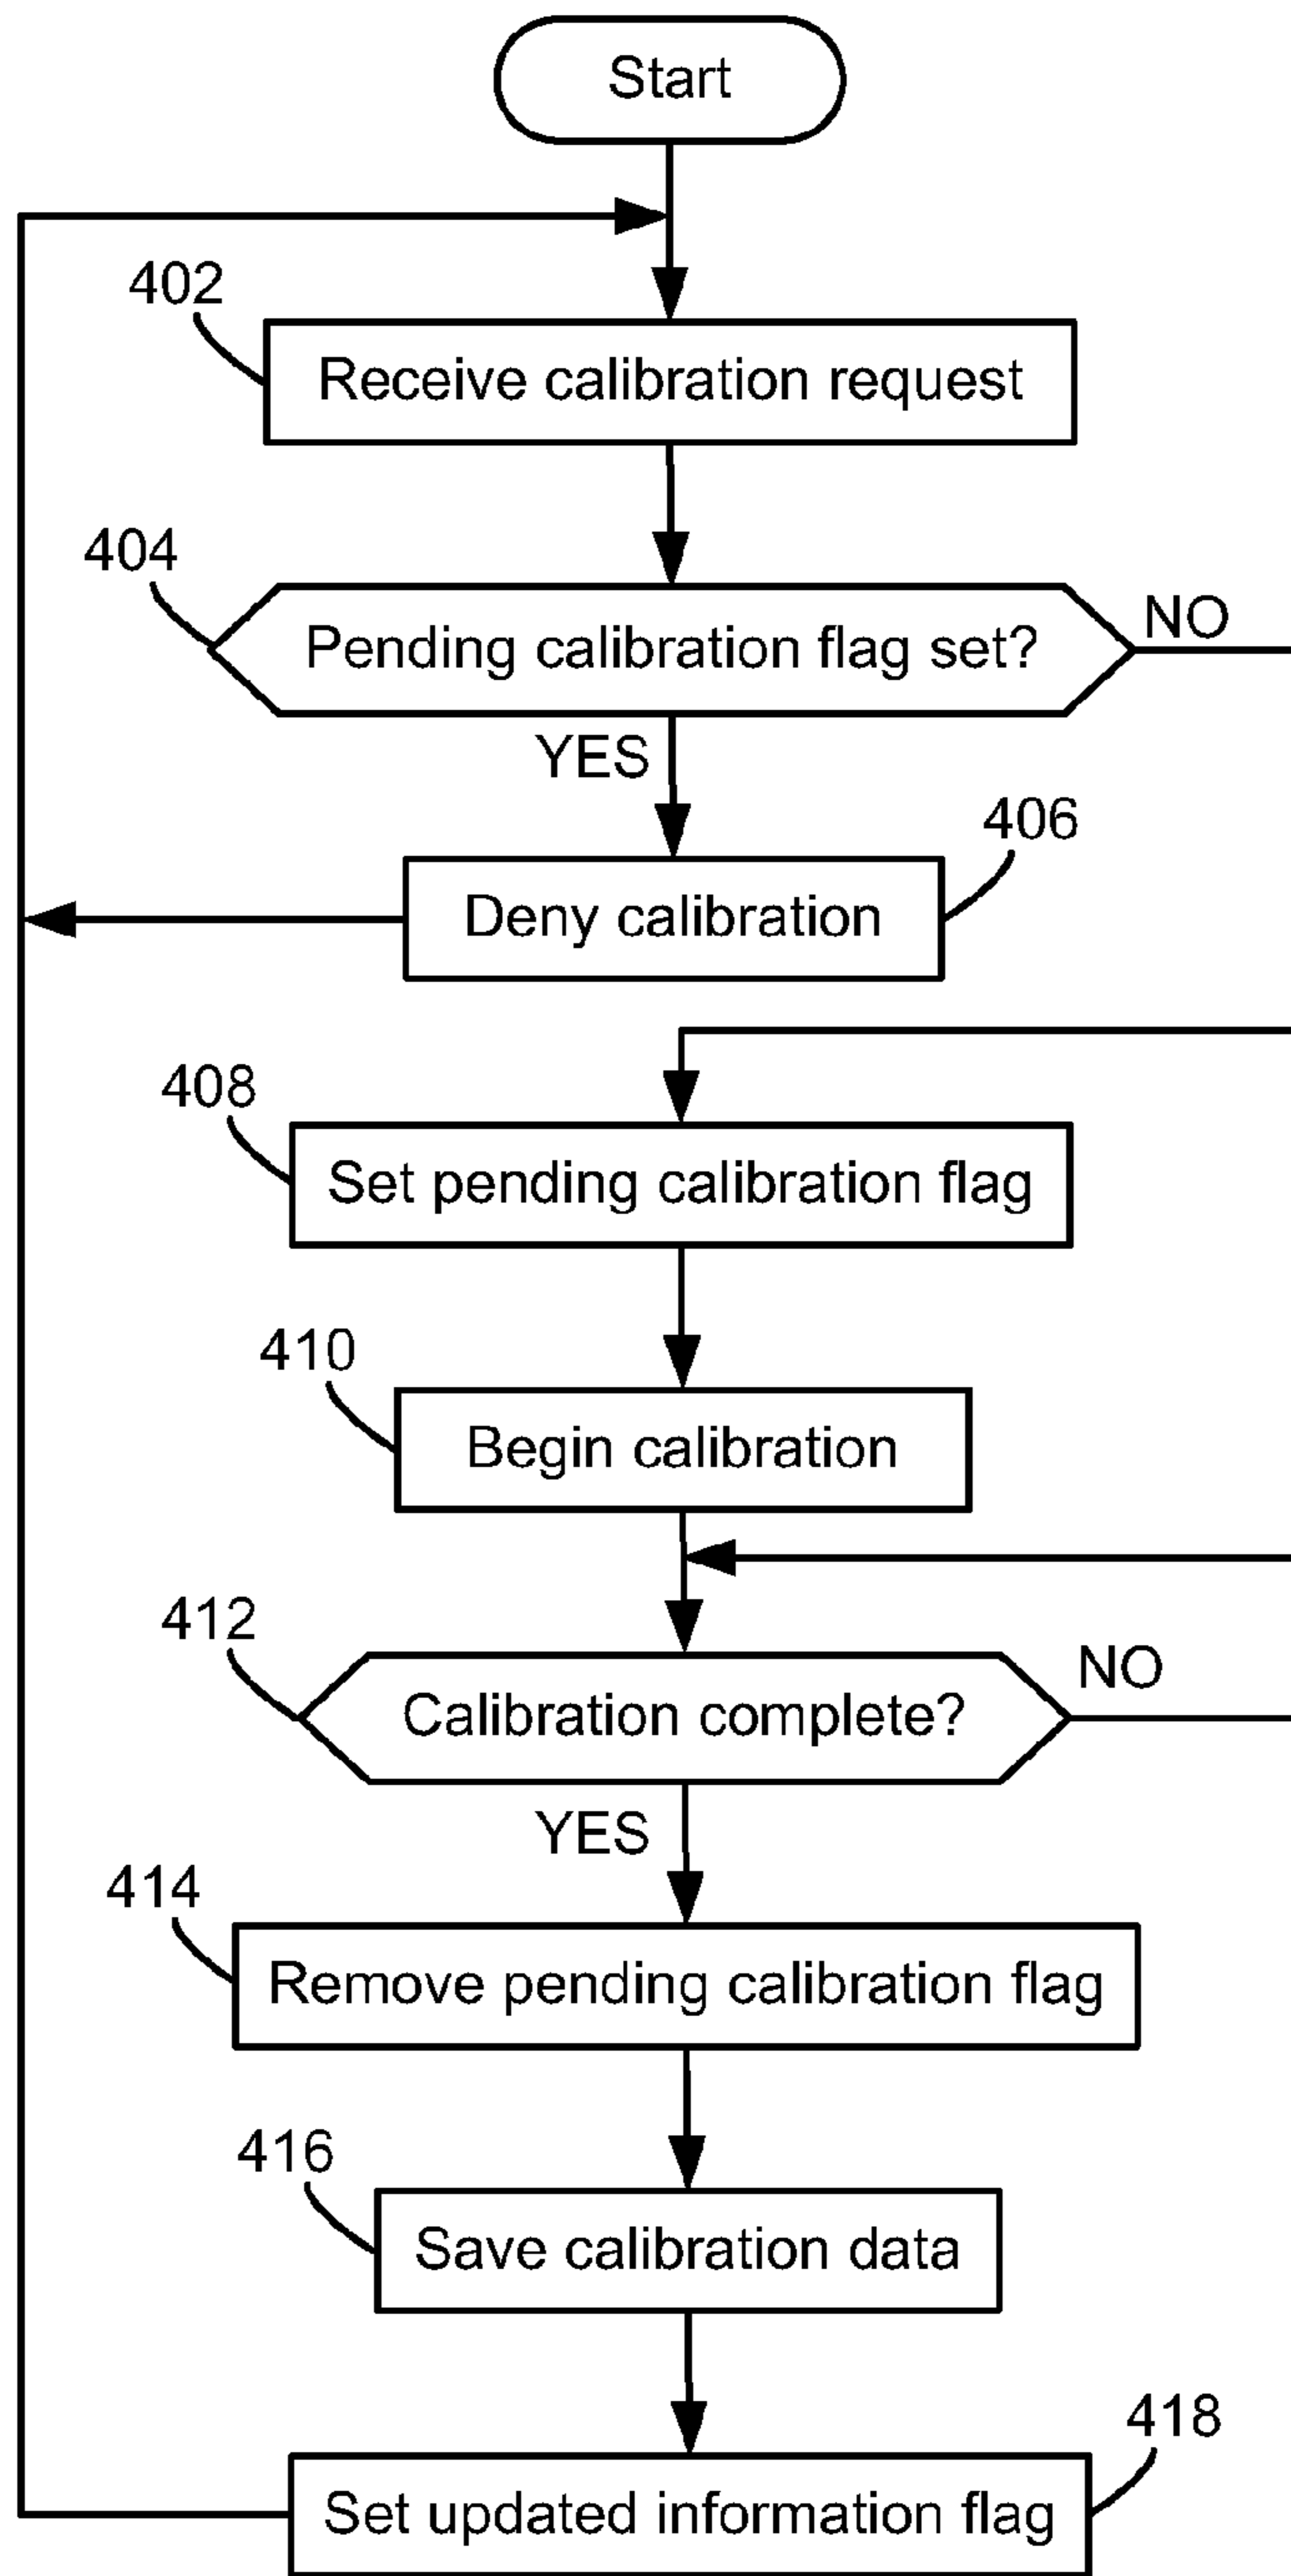 Start
402
Receive calibration request
404
Pending calibration flag set?
NO
YES
406
Deny calibration
408
Set pending calibration flag
410
Begin calibration
412
Calibration complete?
NO
YES
414
Remove pending calibration flag
416
Save calibration data
418
Set updated information flag